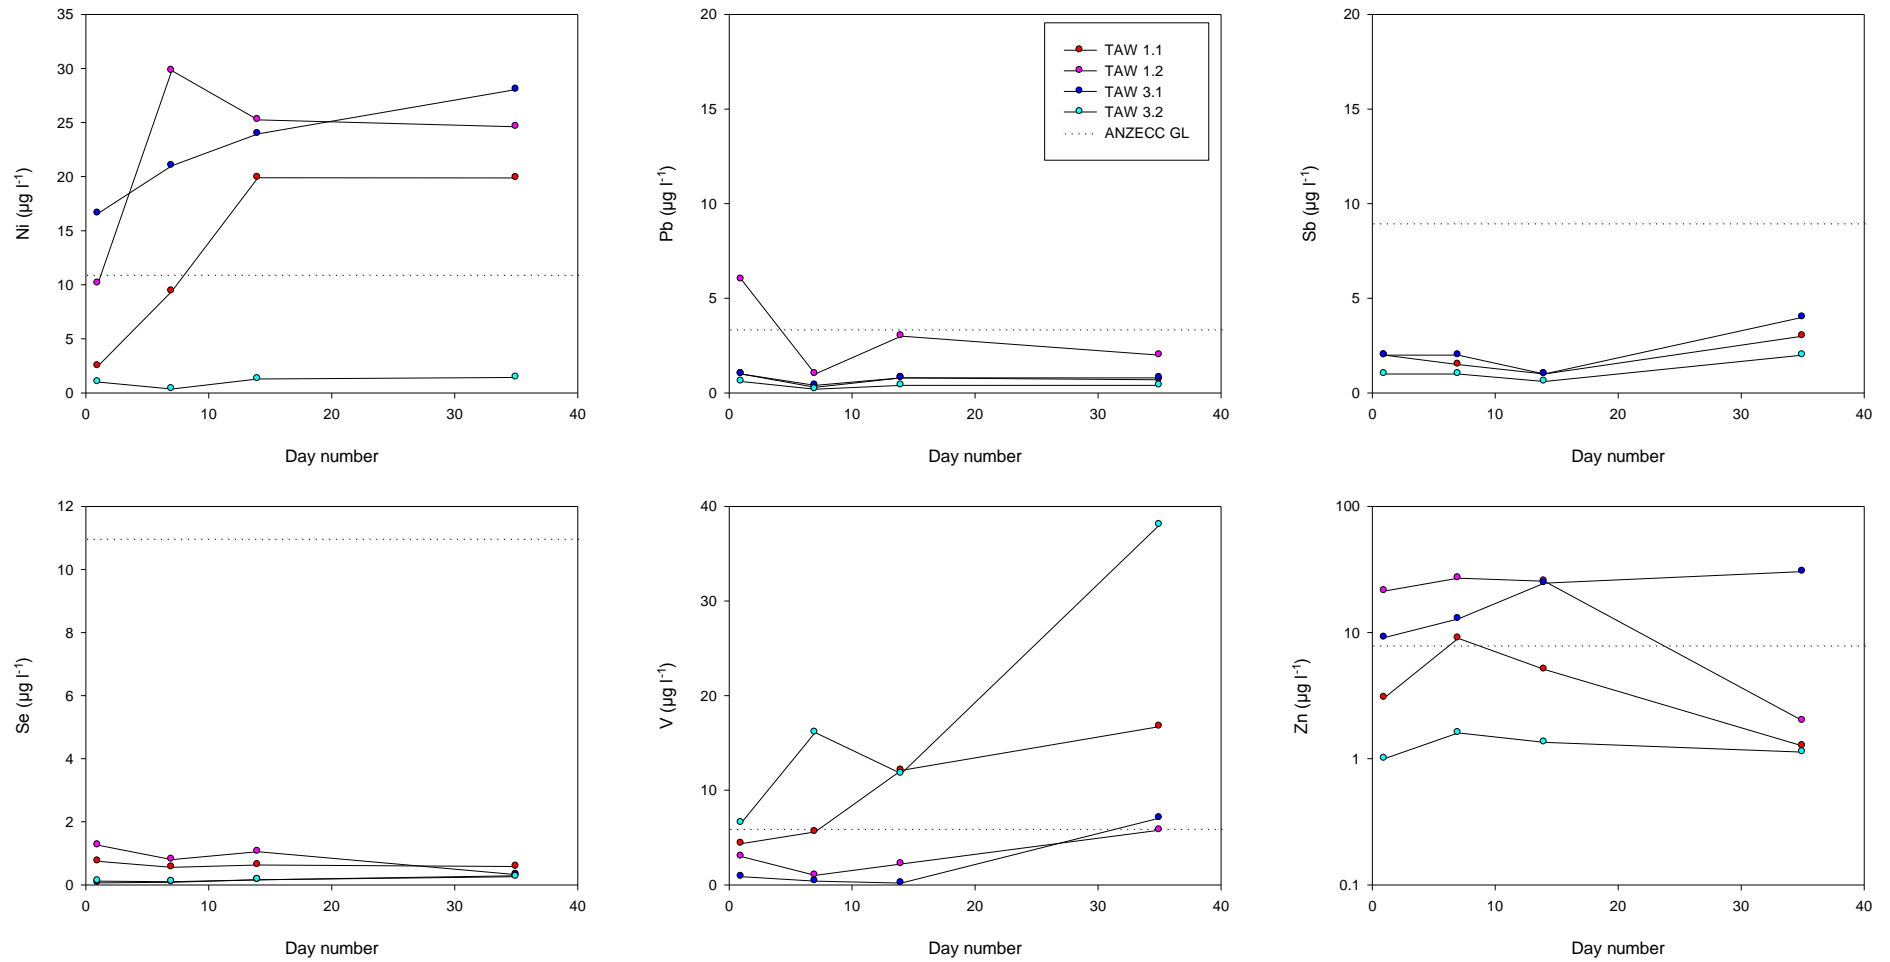 35
30
25
20
15
10
5
0
Ni (µg l-1)
0 10 20 30 40
Day number
20
15
10
5
0
Pb (µg l-1)
TAW 1.1
TAW 1.2
TAW 3.1
TAW 3.2
ANZECC GL
0 10 20 30 40
Day number
20
15
10
5
0
Sb (µg l-1)
0 10 20 30 40
Day number
12
10
8
6
4
2
0
Se (µg l-1)
0 10 20 30 40
Day number
40
30
20
10
0
V (µg l-1)
0 10 20 30 40
Day number
100
10
1
0.1
Zn (µg l-1)
0 10 20 30 40
Day number